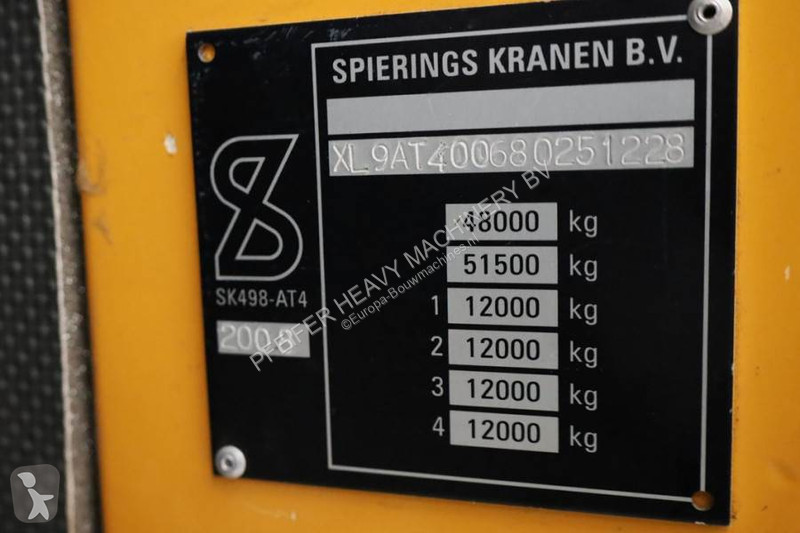 SPIERINGS KRANEN B.V.
XL9AT400680251228
48000 kg
51500 kg
1 12000 kg
2 12000 kg
3 12000 kg
4 12000 kg
SK498-AT4
PFEIFER HEAVY MACHINERY BV
©Europa-Bouwmachines.nl